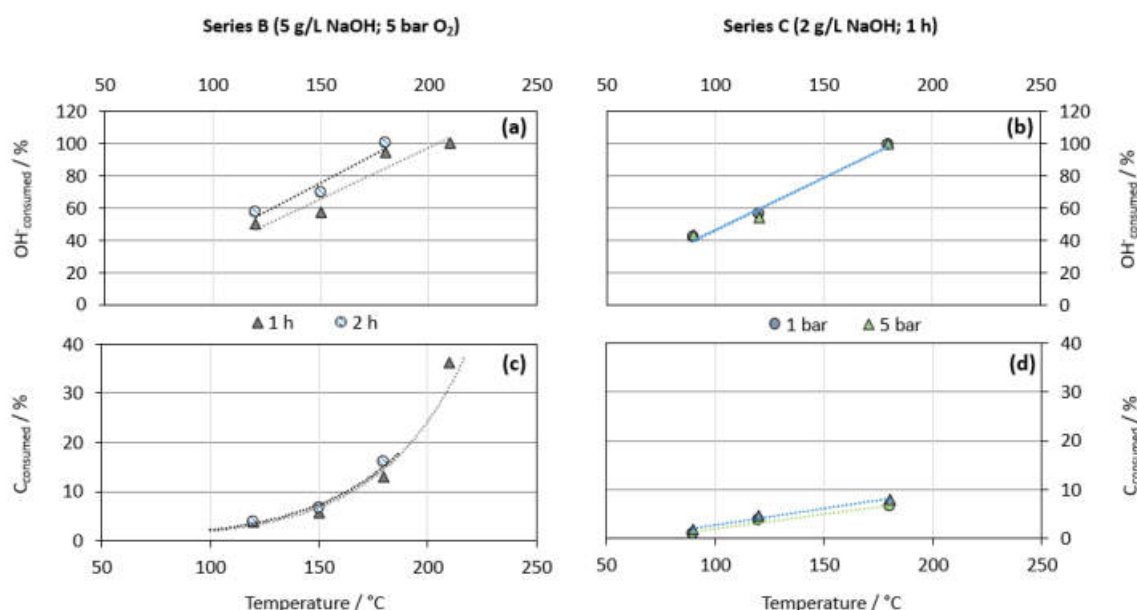 Series B (5 g/L NaOH; 5 bar O₂)
Series C (2 g/L NaOH; 1 h)
50 100 150 200 250
50 100 150 200 250
120
100
80
60
40
20
0
OH⁻consumed / %
(a)
(b)
120
100
80
60
40
20
0
OH⁻consumed / %
1 h 2 h
1 bar 5 bar
40
30
20
10
0
Cconsumed / %
(c)
(d)
40
30
20
10
0
Cconsumed / %
50 100 150 200 250
50 100 150 200 250
Temperature / °C
Temperature / °C